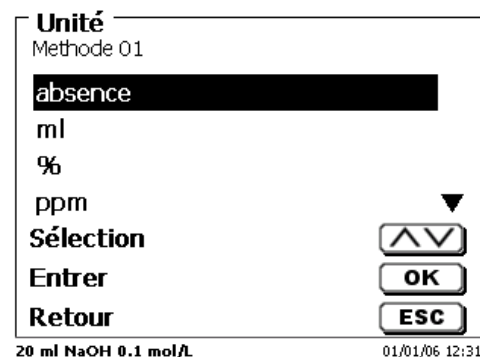 Unité
Methode 01
absence
ml
%
ppm
Sélection
Entrer OK
Retour ESC
20 ml NaOH 0.1 mol/L 01/01/06 12:31